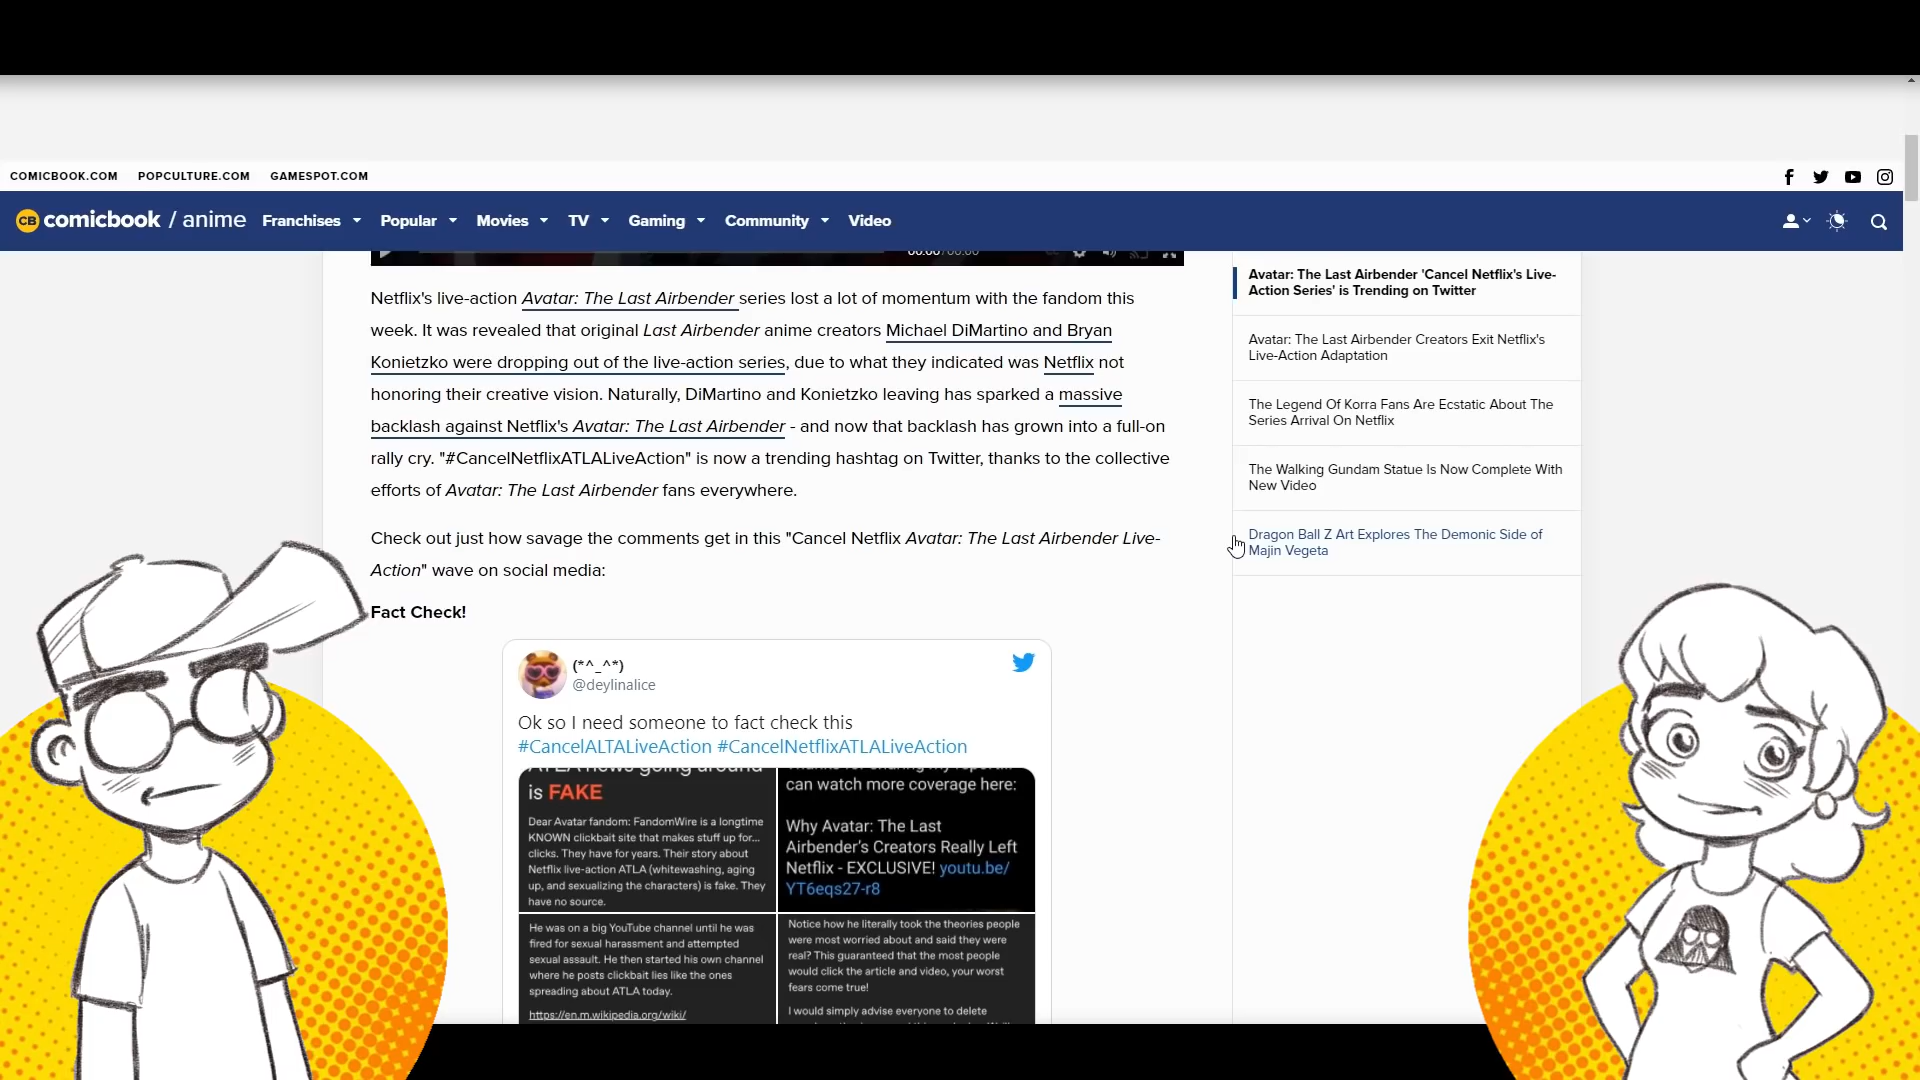 COMICBOOK.COM POPCULTURE.COM GAMESPOT.COM
CB comicbook / anime Franchises Popular Movies TV Gaming Community Video
00:00 / 00:00
Netflix's live-action Avatar: The Last Airbender series lost a lot of momentum with the fandom this
week. It was revealed that original Last Airbender anime creators Michael DiMartino and Bryan
Konietzko were dropping out of the live-action series, due to what they indicated was Netflix not
honoring their creative vision. Naturally, DiMartino and Konietzko leaving has sparked a massive
backlash against Netflix's Avatar: The Last Airbender - and now that backlash has grown into a full-on
rally cry. "#CancelNetflixATLALiveAction" is now a trending hashtag on Twitter, thanks to the collective
efforts of Avatar: The Last Airbender fans everywhere.
Check out just how savage the comments get in this "Cancel Netflix Avatar: The Last Airbender Live-
Action" wave on social media:
Fact Check!
(*^_^*)
@deylinalice
Ok so I need someone to fact check this
#CancelALTALiveAction #CancelNetflixATLALiveAction
ATLA news going around
is FAKE
Dear Avatar fandom: FandomWire is a longtime
KNOWN clickbait site that makes stuff up for...
clicks. They have for years. Their story about
Netflix live-action ATLA (whitewashing, aging
up, and sexualizing the characters) is fake. They
have no source.
can watch more coverage here:
Why Avatar: The Last
Airbender's Creators Really Left
Netflix - EXCLUSIVE! youtu.be/
YT6eqs27-r8
He was on a big YouTube channel until he was
fired for sexual harassment and attempted
sexual assault. He then started his own channel
where he posts clickbait lies like the ones
spreading about ATLA today.
https://en.m.wikipedia.org/wiki/
Notice how he literally took the theories people
were most worried about and said they were
real? This guaranteed that the most people
would click the article and video, your worst
fears come true!
I would simply advise everyone to delete
Avatar: The Last Airbender 'Cancel Netflix's Live-
Action Series' is Trending on Twitter
Avatar: The Last Airbender Creators Exit Netflix's
Live-Action Adaptation
The Legend Of Korra Fans Are Ecstatic About The
Series Arrival On Netflix
The Walking Gundam Statue Is Now Complete With
New Video
Dragon Ball Z Art Explores The Demonic Side of
Majin Vegeta